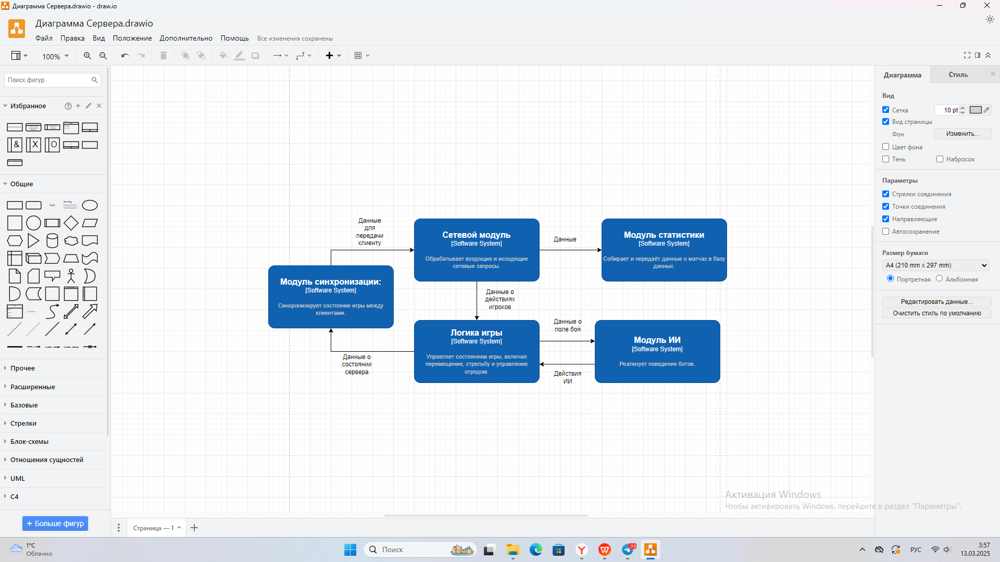 Диаграмма Сервера.drawio - draw.io
Диаграмма Сервера.drawio
Файл Правка Вид Положение Дополнительно Помощь Все изменения сохранены
100%
Поиск фигур
Избранное
&
X
O
Общие
Text
Heading
List Item
Прочее
Расширенные
Базовые
Стрелки
Блок-схемы
Отношения сущностей
UML
C4
+ Больше фигур
Данные
для
передачи
клиенту
Сетевой модуль
[Software System]
Обрабатывает входящие и исходящие
сетевые запросы.
Данные
Модуль статистики
[Software System]
Собирает и передаёт данные о матчах в базу
данных.
Модуль синхронизации:
[Software System]
Синхронизирует состояние игры между
клиентами.
Данные о
действиях
игроков
Данные о
состоянии
сервера
Логика игры
[Software System]
Управляет состоянием игры, включая
перемещение, стрельбу и управление
отрядом.
Данные о
поле боя
Действия
ИИ
Модуль ИИ
[Software System]
Реализует поведение ботов.
Диаграмма Стиль
Вид
Сетка 10 pt
Вид страницы
Фон Изменить...
Цвет фона
Тень Набросок
Параметры
Стрелки соединения
Точки соединения
Направляющие
Автосохранение
Размер бумаги
A4 (210 mm x 297 mm)
Портретная Альбомная
Редактировать данные...
Очистить стиль по умолчанию
Активация Windows
Чтобы активировать Windows, перейдите в раздел "Параметры".
Страница — 1
1°C
Облачно
Поиск
75
РУС
3:57
13.03.2025